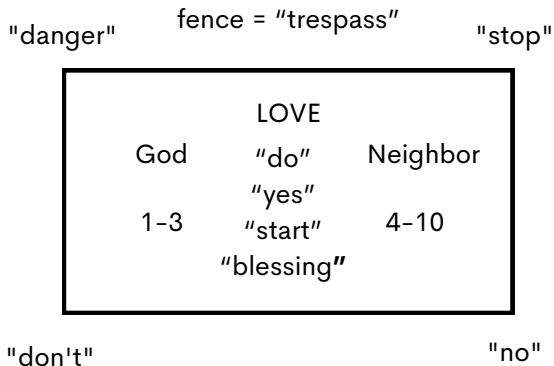 fence = “trespass”
"danger"
"stop"
LOVE
God “do” Neighbor
“yes”
1-3 “start” 4-10
“blessing”
"don't"
"no"